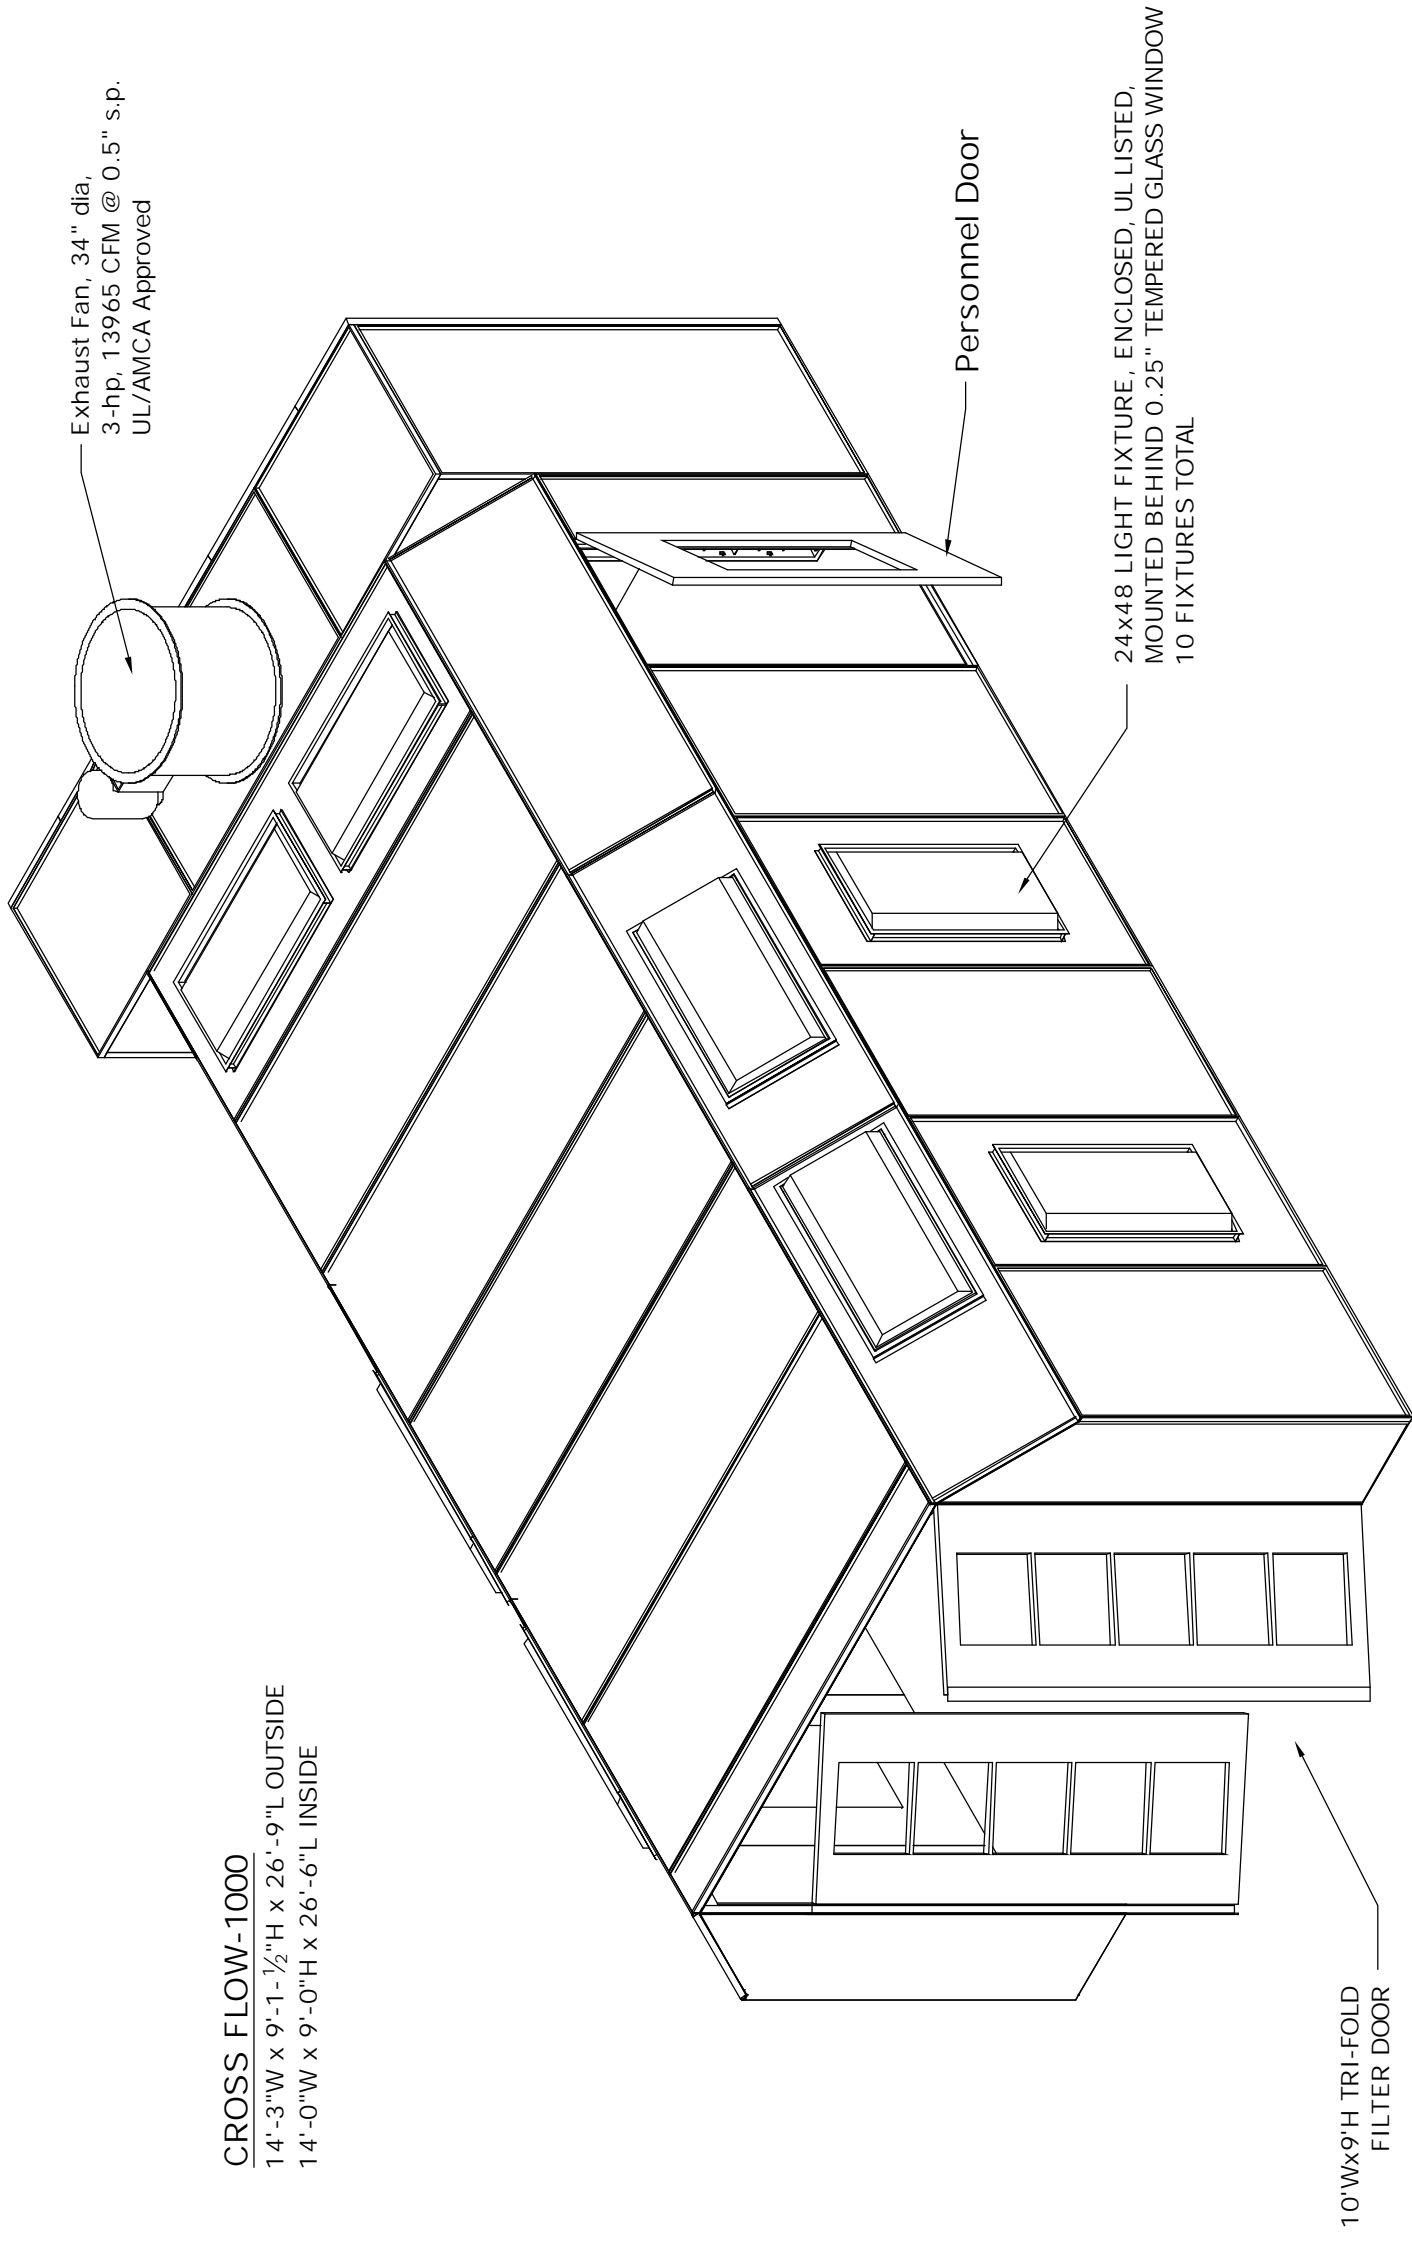 CROSS FLOW-1000
14'-3"W x 9'-1-½"H x 26'-9"L OUTSIDE
14'-0"W x 9'-0"H x 26'-6"L INSIDE
Exhaust Fan, 34" dia,
3-hp, 13965 CFM @ 0.5" s.p.
UL/AMCA Approved
Personnel Door
24x48 LIGHT FIXTURE, ENCLOSED, UL LISTED,
MOUNTED BEHIND 0.25" TEMPERED GLASS WINDOW
10 FIXTURES TOTAL
10'Wx9'H TRI-FOLD
FILTER DOOR